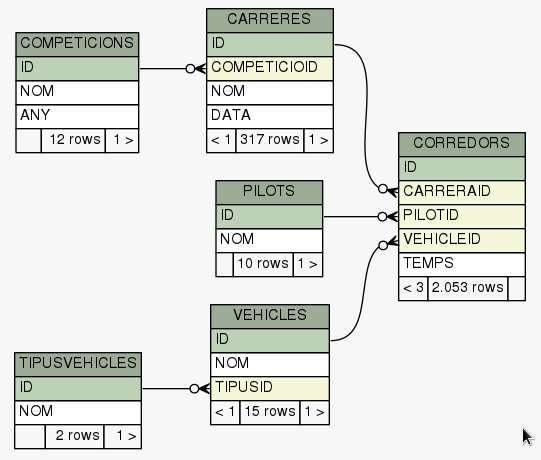 COMPETICIONS
ID
NOM
ANY
12 rows 1 >
CARRERES
ID
COMPETICIOID
NOM
DATA
< 1 317 rows 1 >
PILOTS
ID
NOM
10 rows 1 >
CORREDORS
ID
CARRERAID
PILOTID
VEHICLEID
TEMPS
< 3 2.053 rows
VEHICLES
ID
NOM
TIPUSID
< 1 15 rows 1 >
TIPUSVEHICLES
ID
NOM
2 rows 1 >